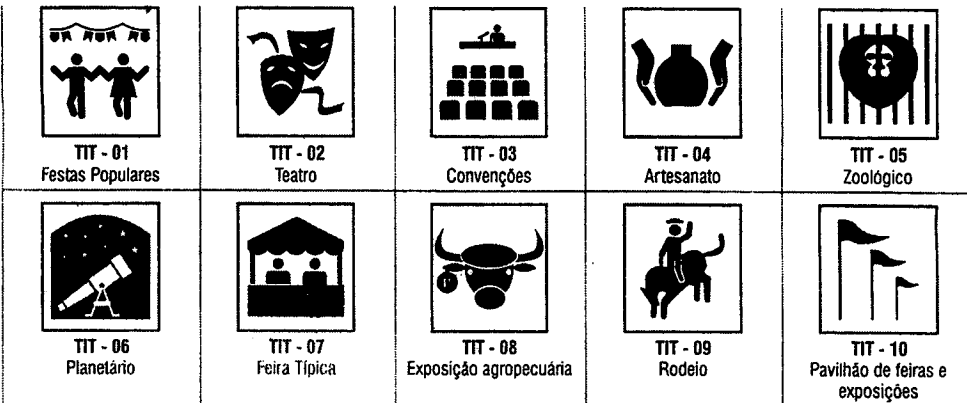 TIT - 01
Festas Populares
TIT - 02
Teatro
TIT - 03
Convenções
TIT - 04
Artesanato
TIT - 05
Zoológico
TIT - 06
Planetário
TIT - 07
Feira Típica
TIT - 08
Exposição agropecuária
TIT - 09
Rodeio
TIT - 10
Pavilhão de feiras e
exposições